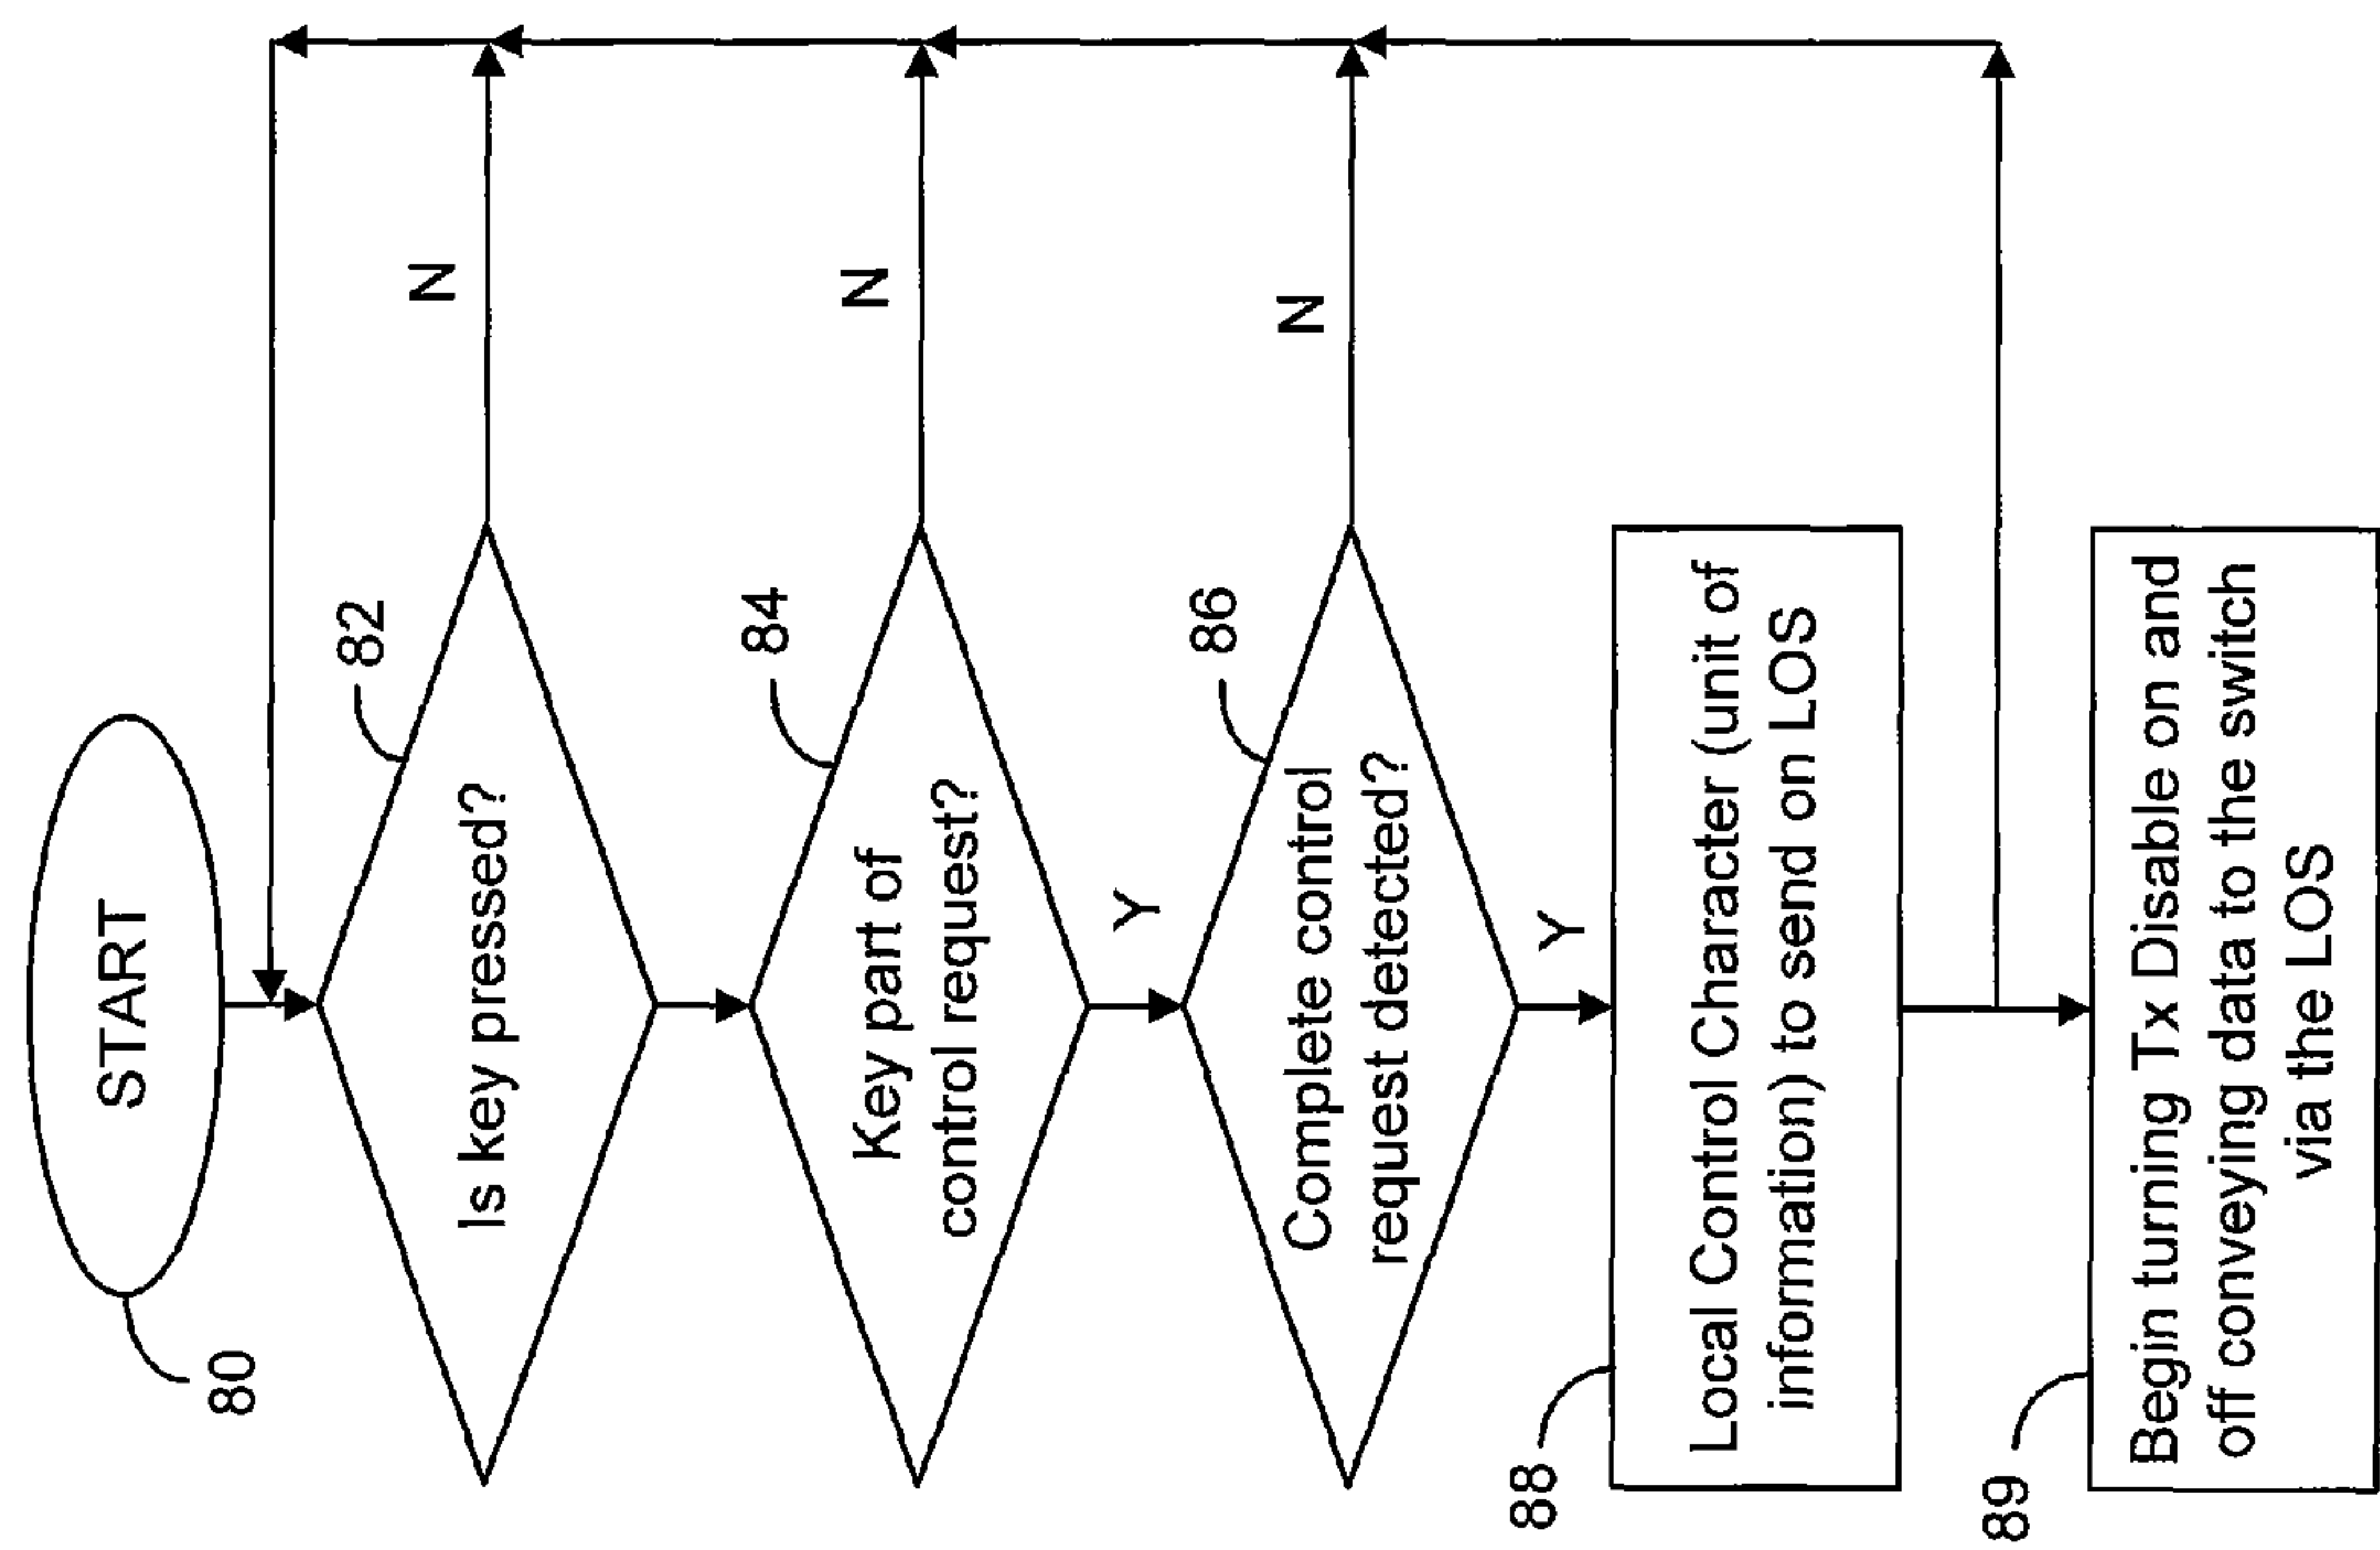 START
80
82
Is key pressed?
N
84
Key part of
control request?
N
Y
86
Complete control
request detected?
N
Y
88
Local Control Character (unit of
information) to send on LOS
89
Begin turning Tx Disable on and
off conveying data to the switch
via the LOS